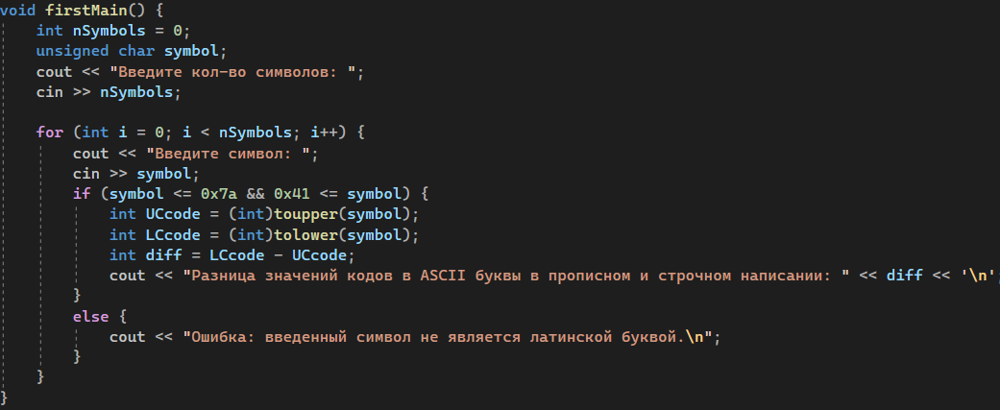 void firstMain() {
    int nSymbols = 0;
    unsigned char symbol;
    cout << "Введите кол-во символов: ";
    cin >> nSymbols;

    for (int i = 0; i < nSymbols; i++) {
        cout << "Введите символ: ";
        cin >> symbol;
        if (symbol <= 0x7a && 0x41 <= symbol) {
            int UCcode = (int)toupper(symbol);
            int LCcode = (int)tolower(symbol);
            int diff = LCcode - UCcode;
            cout << "Разница значений кодов в ASCII буквы в прописном и строчном написании: " << diff << '\n';
        }
        else {
            cout << "Ошибка: введенный символ не является латинской буквой.\n";
        }
    }
}